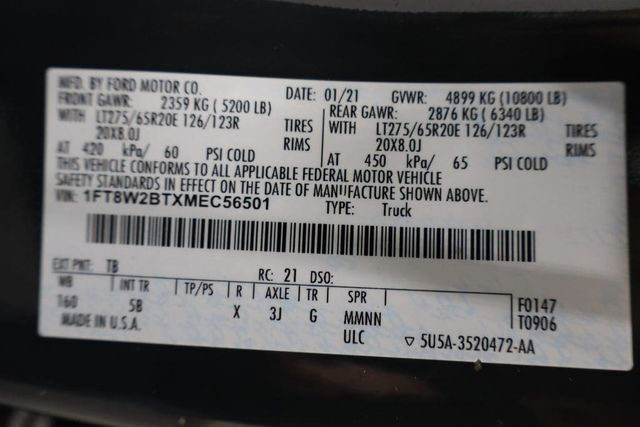 MFD. BY FORD MOTOR CO. DATE: 01/21 GVWR: 4899 KG (10800 LB)
FRONT GAWR: 2359 KG (5200 LB) REAR GAWR: 2876 KG (6340 LB)
WITH LT275/65R20E 126/123R TIRES WITH LT275/65R20E 126/123R TIRES
20X8.0J RIMS 20X8.0J RIMS
AT 420 kPa/ 60 PSI COLD AT 450 kPa/ 65 PSI COLD
THIS VEHICLE CONFORMS TO ALL APPLICABLE FEDERAL MOTOR VEHICLE
SAFETY STANDARDS IN EFFECT ON THE DATE OF MANUFACTURE SHOWN ABOVE.
VIN: 1FT8W2BTXMEC56501 TYPE: Truck
EXT PNT: TB RC: 21 DSO:
WB INT TR TP/PS R AXLE TR SPR F0147
160 5B X 3J G MMNN T0906
MADE IN U.S.A. ULC ▽ 5U5A-3520472-AA